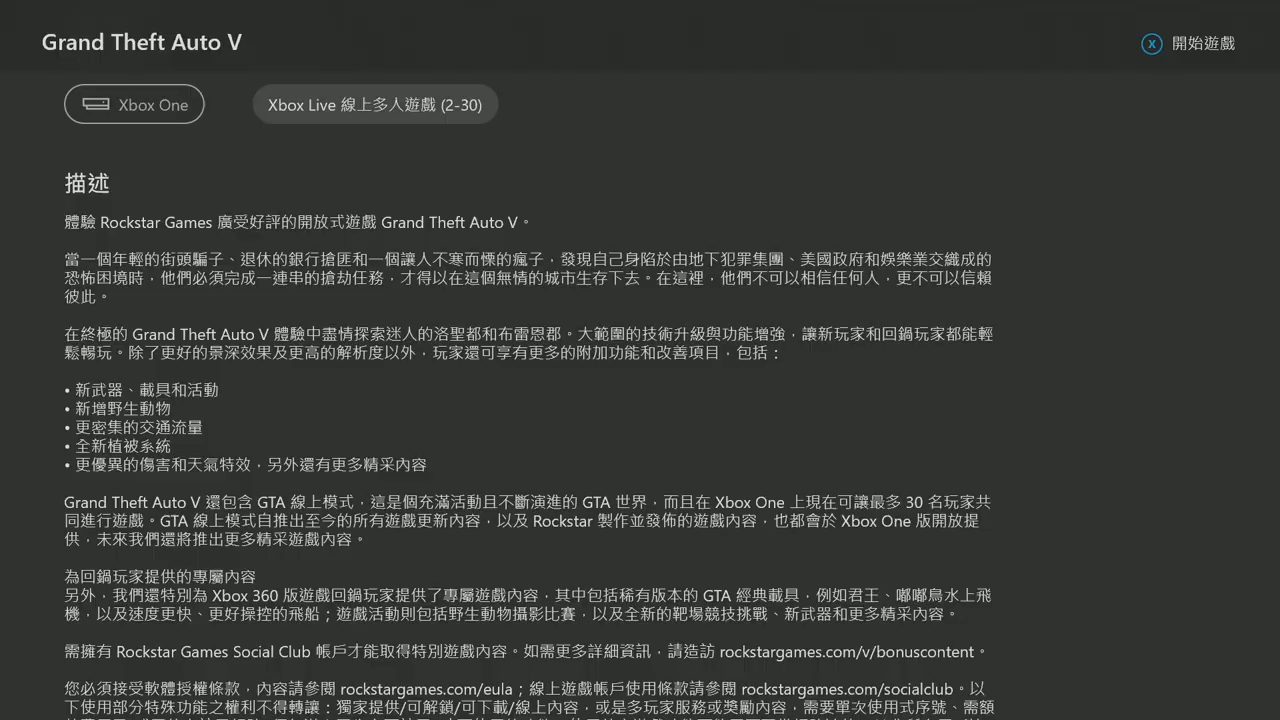 Grand Theft Auto V
X 開始遊戲
Xbox One
Xbox Live 線上多人遊戲 (2-30)
描述
體驗 Rockstar Games 廣受好評的開放式遊戲 Grand Theft Auto V。
當一個年輕的街頭騙子、退休的銀行搶匪和一個讓人不寒而慄的瘋子，發現自己身陷於由地下犯罪集團、美國政府和娛樂業交織成的
恐怖困境時，他們必須完成一連串的搶劫任務，才得以在這個無情的城市生存下去。在這裡，他們不可以相信任何人，更不可以信賴
彼此。
在終極的 Grand Theft Auto V 體驗中盡情探索迷人的洛聖都和布雷恩郡。大範圍的技術升級與功能增強，讓新玩家和回鍋玩家都能輕
鬆暢玩。除了更好的景深效果及更高的解析度以外，玩家還可享有更多的附加功能和改善項目，包括：
• 新武器、載具和活動
• 新增野生動物
• 更密集的交通流量
• 全新植被系統
• 更優異的傷害和天氣特效，另外還有更多精采內容
Grand Theft Auto V 還包含 GTA 線上模式，這是個充滿活動且不斷演進的 GTA 世界，而且在 Xbox One 上現在可讓最多 30 名玩家共
同進行遊戲。GTA 線上模式自推出至今的所有遊戲更新內容，以及 Rockstar 製作並發佈的遊戲內容，也都會於 Xbox One 版開放提
供，未來我們還將推出更多精采遊戲內容。
為回鍋玩家提供的專屬內容
另外，我們還特別為 Xbox 360 版遊戲回鍋玩家提供了專屬遊戲內容，其中包括稀有版本的 GTA 經典載具，例如君王、嘟嘟鳥水上飛
機，以及速度更快、更好操控的飛船；遊戲活動則包括野生動物攝影比賽，以及全新的靶場競技挑戰、新武器和更多精采內容。
需擁有 Rockstar Games Social Club 帳戶才能取得特別遊戲內容。如需更多詳細資訊，請造訪 rockstargames.com/v/bonuscontent。
您必須接受軟體授權條款，內容請參閱 rockstargames.com/eula；線上遊戲帳戶使用條款請參閱 rockstargames.com/socialclub。以
下使用部分特殊功能之權利不得轉讓：獨家提供/可解鎖/可下載/線上內容，或是多玩家服務或獎勵內容，需要單次使用式序號、需額